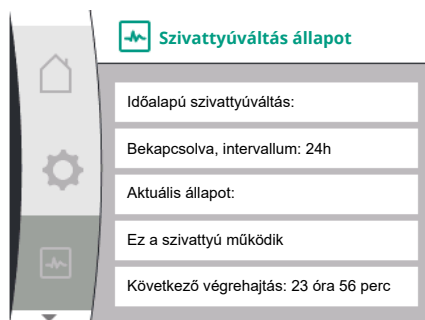 Szivattyúváltás állapot
Időalapú szivattyúváltás:
Bekapcsolva, intervallum: 24h
Aktuális állapot:
Ez a szivattyú működik
Következő végrehajtás: 23 óra 56 perc